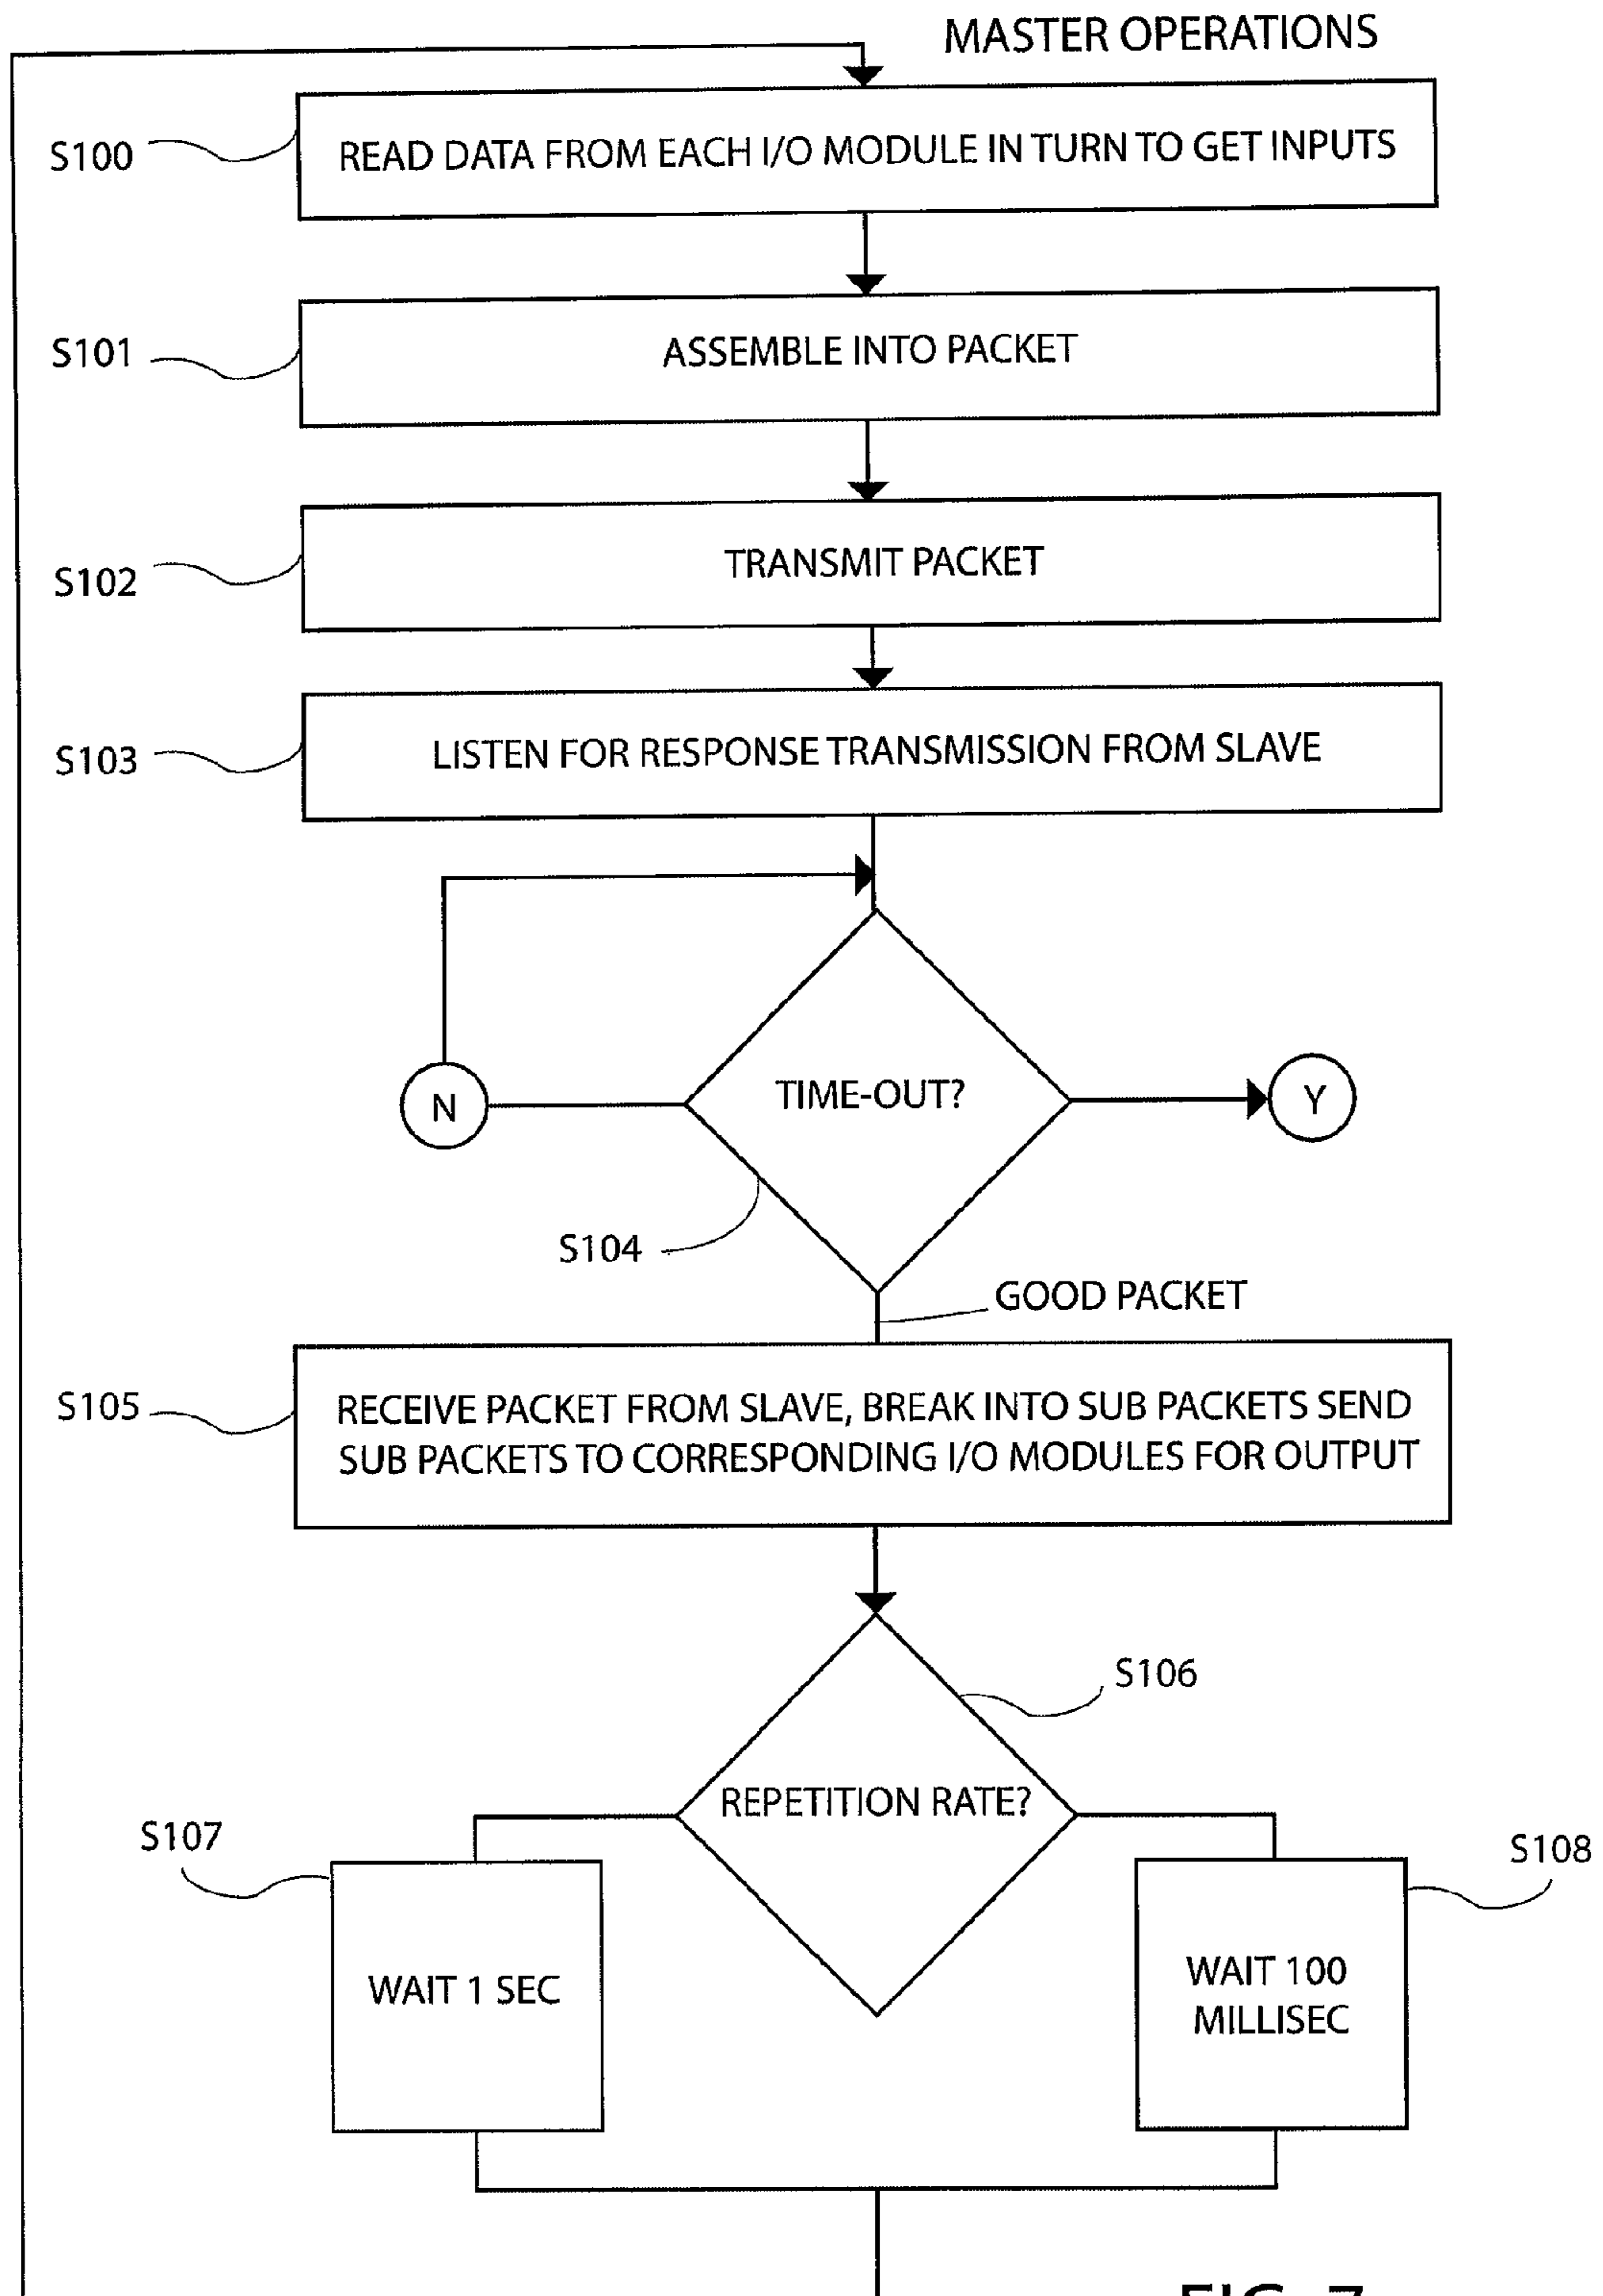 MASTER OPERATIONS
S100
READ DATA FROM EACH I/O MODULE IN TURN TO GET INPUTS
S101
ASSEMBLE INTO PACKET
S102
TRANSMIT PACKET
S103
LISTEN FOR RESPONSE TRANSMISSION FROM SLAVE
N
TIME-OUT?
Y
S104
GOOD PACKET
S105
RECEIVE PACKET FROM SLAVE, BREAK INTO SUB PACKETS SEND
SUB PACKETS TO CORRESPONDING I/O MODULES FOR OUTPUT
S106
REPETITION RATE?
S107
S108
WAIT 1 SEC
WAIT 100
MILLISEC